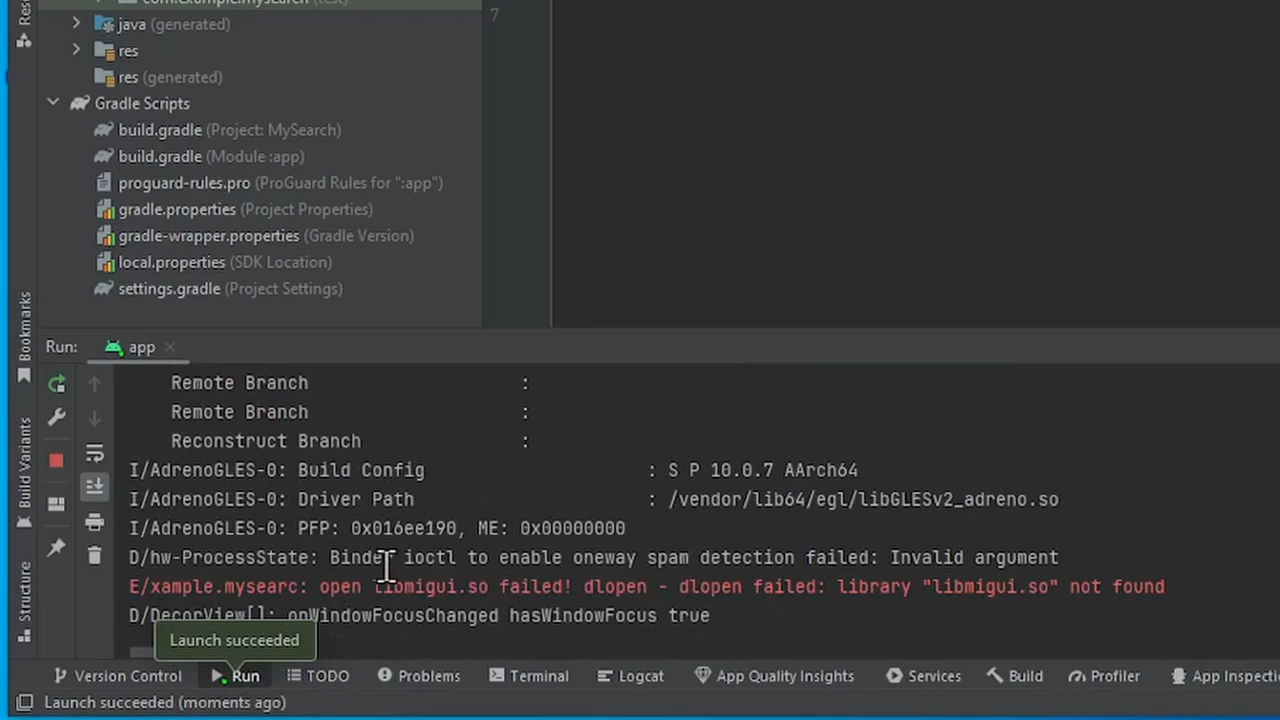 com.example.mysearch (test)
7
java (generated)
res
res (generated)
Gradle Scripts
build.gradle (Project: MySearch)
build.gradle (Module :app)
proguard-rules.pro (ProGuard Rules for ":app")
gradle.properties (Project Properties)
gradle-wrapper.properties (Gradle Version)
local.properties (SDK Location)
settings.gradle (Project Settings)
Bookmarks
Build Variants
Structure
Run: app
Remote Branch :
Remote Branch :
Reconstruct Branch :
I/AdrenoGLES-0: Build Config : S P 10.0.7 AArch64
I/AdrenoGLES-0: Driver Path : /vendor/lib64/egl/libGLESv2_adreno.so
I/AdrenoGLES-0: PFP: 0x016ee190, ME: 0x00000000
D/hw-ProcessState: Binder ioctl to enable oneway spam detection failed: Invalid argument
E/xample.mysearc: open libmigui.so failed! dlopen - dlopen failed: library "libmigui.so" not found
D/DecorView[]: onWindowFocusChanged hasWindowFocus true
Launch succeeded
Version Control Run TODO Problems Terminal Logcat App Quality Insights Services Build Profiler App Inspecti
Launch succeeded (moments ago)